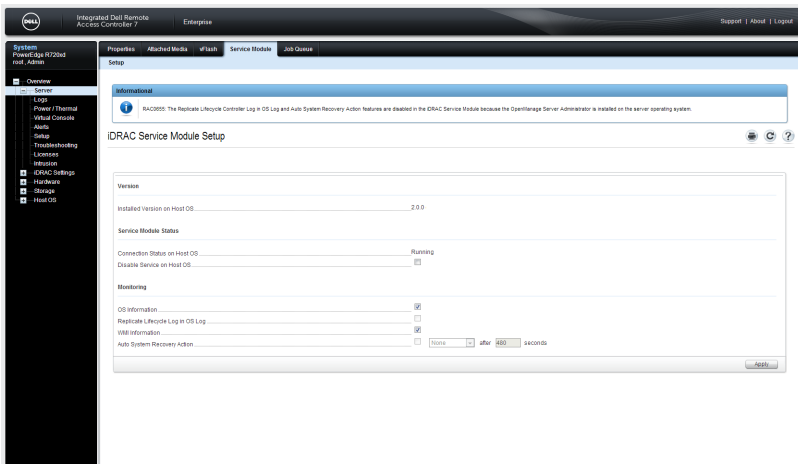 DELL
Integrated Dell Remote
Access Controller 7
Enterprise
Support | About | Logout
System
PowerEdge R720xd
root , Admin
Properties Attached Media vFlash Service Module Job Queue
Setup
Overview
Server
Logs
Power / Thermal
Virtual Console
Alerts
Setup
Troubleshooting
Licenses
Intrusion
iDRAC Settings
Hardware
Storage
Host OS
Informational
RAC0855: The Replicate Lifecycle Controller Log in OS Log and Auto System Recovery Action features are disabled in the iDRAC Service Module because the OpenManage Server Administrator is installed on the server operating system.
iDRAC Service Module Setup
Version
Installed Version on Host OS 2.0.0
Service Module Status
Connection Status on Host OS Running
Disable Service on Host OS
Monitoring
OS Information
Replicate Lifecycle Log in OS Log
WMI Information
Auto System Recovery Action None after 480 seconds
Apply